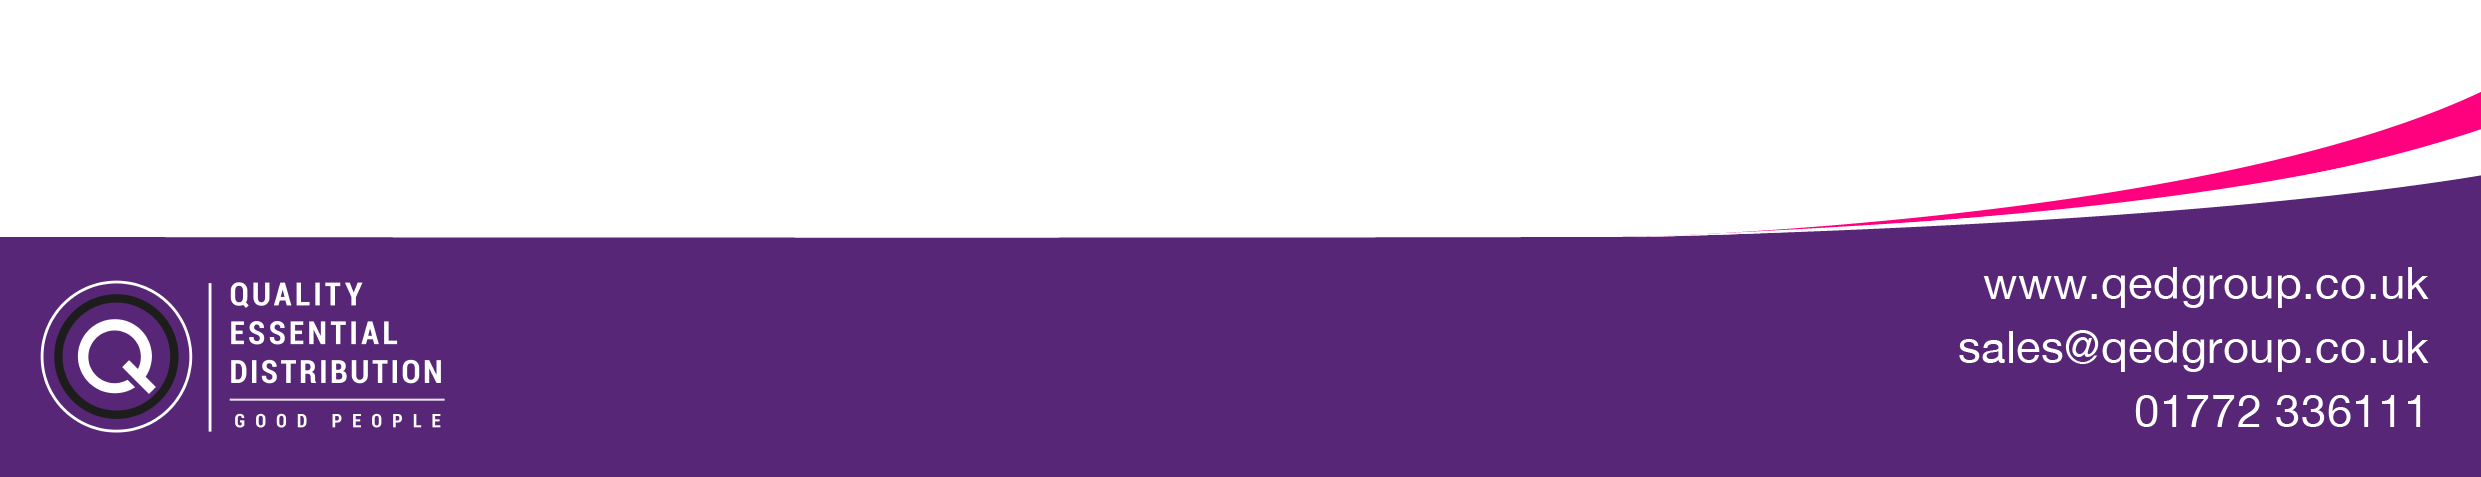 QUALITY
ESSENTIAL
DISTRIBUTION
GOOD PEOPLE
www.qedgroup.co.uk
sales@qedgroup.co.uk
01772 336111